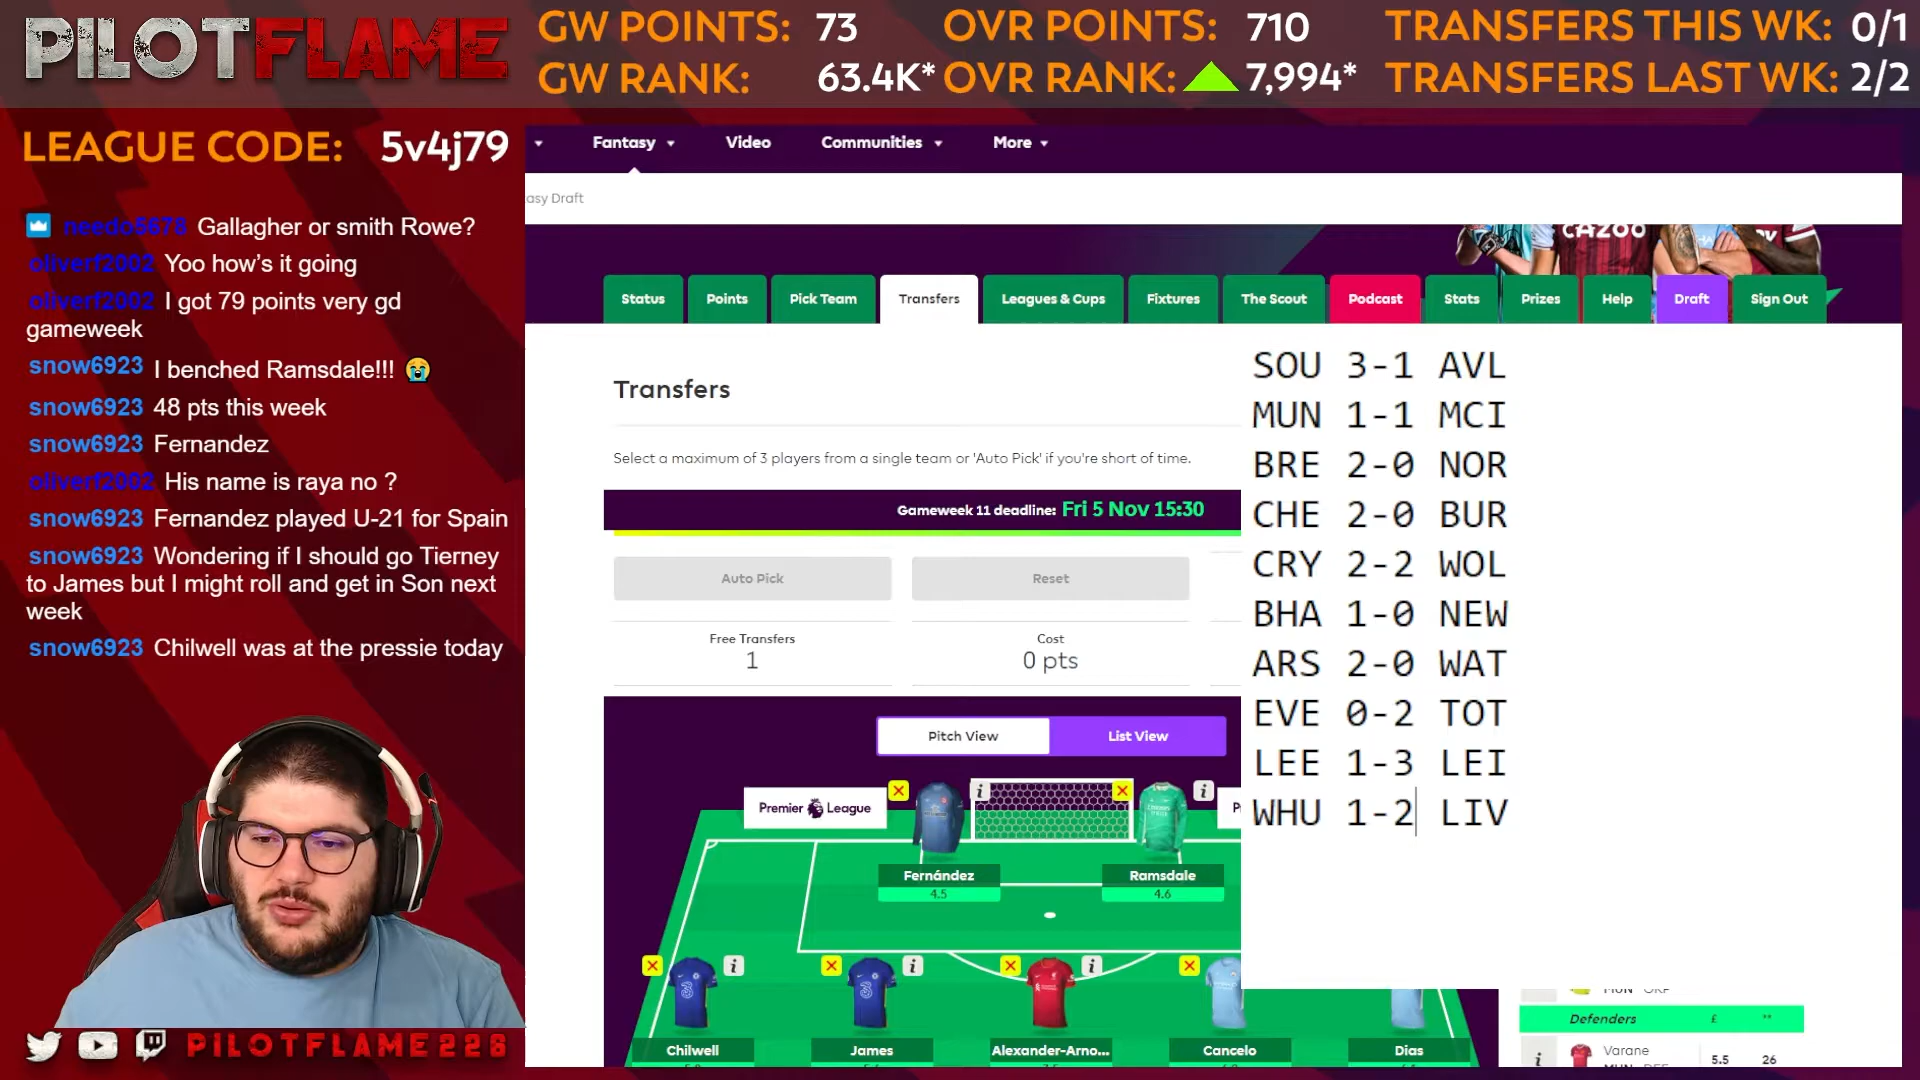 PILOTFLAME
GW POINTS: 73
OVR POINTS: 710
TRANSFERS THIS WK: 0/1
GW RANK: 63.4K*
OVR RANK: 7,994*
TRANSFERS LAST WK: 2/2
LEAGUE CODE: 5v4j79
needo5678 Gallagher or smith Rowe?
oliverf2002 Yoo how's it going
oliverf2002 I got 79 points very gd
gameweek
snow6923 I benched Ramsdale!!! 😭
snow6923 48 pts this week
snow6923 Fernandez
oliverf2002 His name is raya no ?
snow6923 Fernandez played U-21 for Spain
snow6923 Wondering if I should go Tierney
to James but I might roll and get in Son next
week
snow6923 Chilwell was at the pressie today
PILOTFLAME226
Fantasy
Video
Communities
More
asy Draft
CAZOO
Status
Points
Pick Team
Transfers
Leagues & Cups
Fixtures
The Scout
Podcast
Stats
Prizes
Help
Draft
Sign Out
Transfers
Select a maximum of 3 players from a single team or 'Auto Pick' if you're short of time.
Gameweek 11 deadline: Fri 5 Nov 15:30
Auto Pick
Reset
Free Transfers
1
Cost
0 pts
Pitch View
List View
Premier League
Fernández
4.5
Ramsdale
4.6
Chilwell
James
Alexander-Arno...
Cancelo
Dias
SOU 3-1 AVL
MUN 1-1 MCI
BRE 2-0 NOR
CHE 2-0 BUR
CRY 2-2 WOL
BHA 1-0 NEW
ARS 2-0 WAT
EVE 0-2 TOT
LEE 1-3 LEI
WHU 1-2 LIV
MUN GKP
Defenders £ **
Varane 5.5 26
MUN DEF